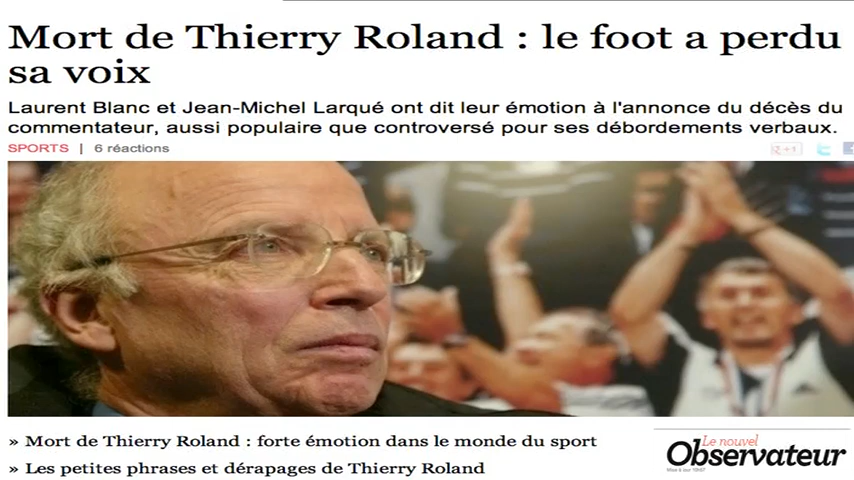 Mort de Thierry Roland : le foot a perdu
sa voix
Laurent Blanc et Jean-Michel Larqué ont dit leur émotion à l'annonce du décès du
commentateur, aussi populaire que controversé pour ses débordements verbaux.
SPORTS | 6 réactions
+1
» Mort de Thierry Roland : forte émotion dans le monde du sport
» Les petites phrases et dérapages de Thierry Roland
Le nouvel
Observateur